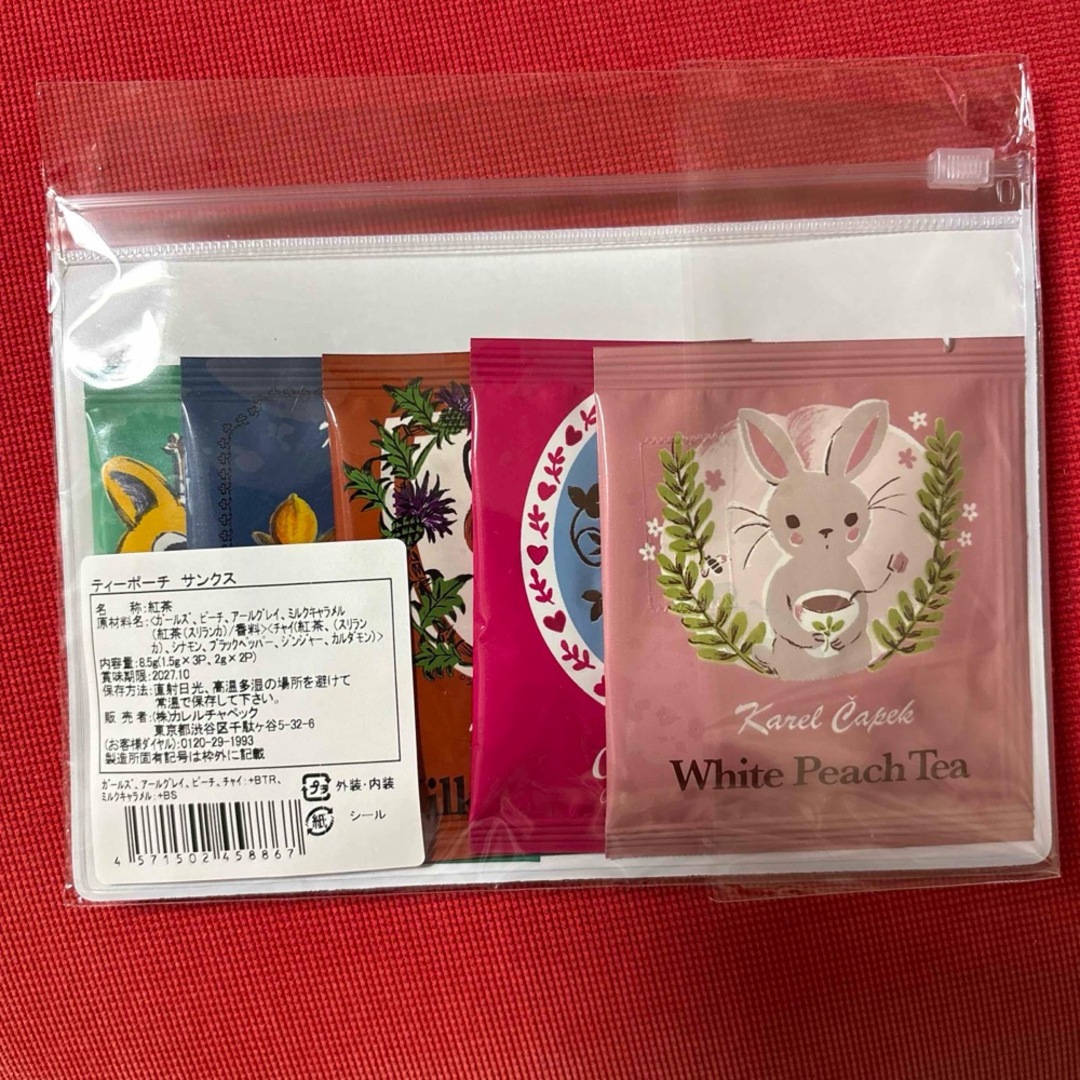 ティーポーチ サンクス
名 称:紅茶
原材料名:<ガールズ、ピーチ、アールグレイ、ミルクキャラメル
(紅茶(スリランカ)/香料>〈チャイ(紅茶、(スリラン
カ)、シナモン、ブラックペッパー、ジンジャー、カルダモン)>
内容量:8.5g(1.5g×3P、2g×2P)
賞味期限:2027.10
保存方法:直射日光、高温多湿の場所を避けて
常温で保存して下さい。
販売者:(株)カレルチャペック
東京都渋谷区千駄ヶ谷5-32-6
(お客様ダイヤル):0120-29-1993
製造所固有記号は枠外に記載
ガールズ、アールグレイ、ピーチ、チャイ:+BTR、
ミルクキャラメル:+BS
プラ 外装・内装
紙 シール
4 571502 458867
Karel Čapek
White Peach Tea